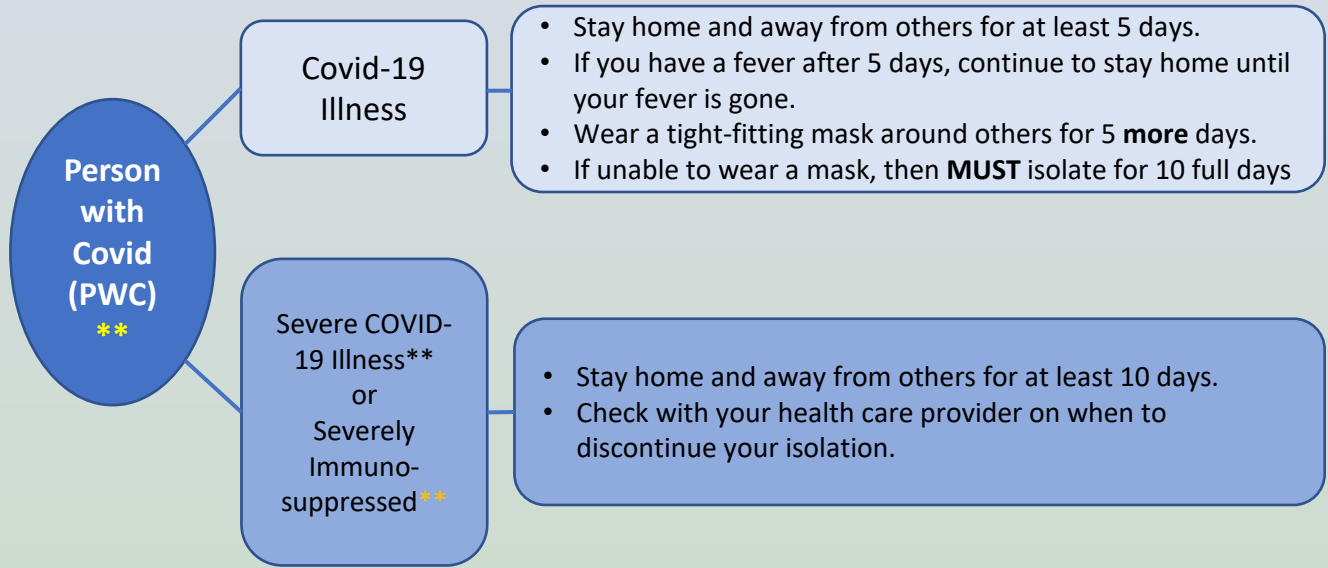 Person
with
Covid
(PWC)
**
Covid-19
Illness
• Stay home and away from others for at least 5 days.
• If you have a fever after 5 days, continue to stay home until
your fever is gone.
• Wear a tight-fitting mask around others for 5 more days.
• If unable to wear a mask, then MUST isolate for 10 full days
Severe COVID-
19 Illness**
or
Severely
Immuno-
suppressed**
• Stay home and away from others for at least 10 days.
• Check with your health care provider on when to
discontinue your isolation.